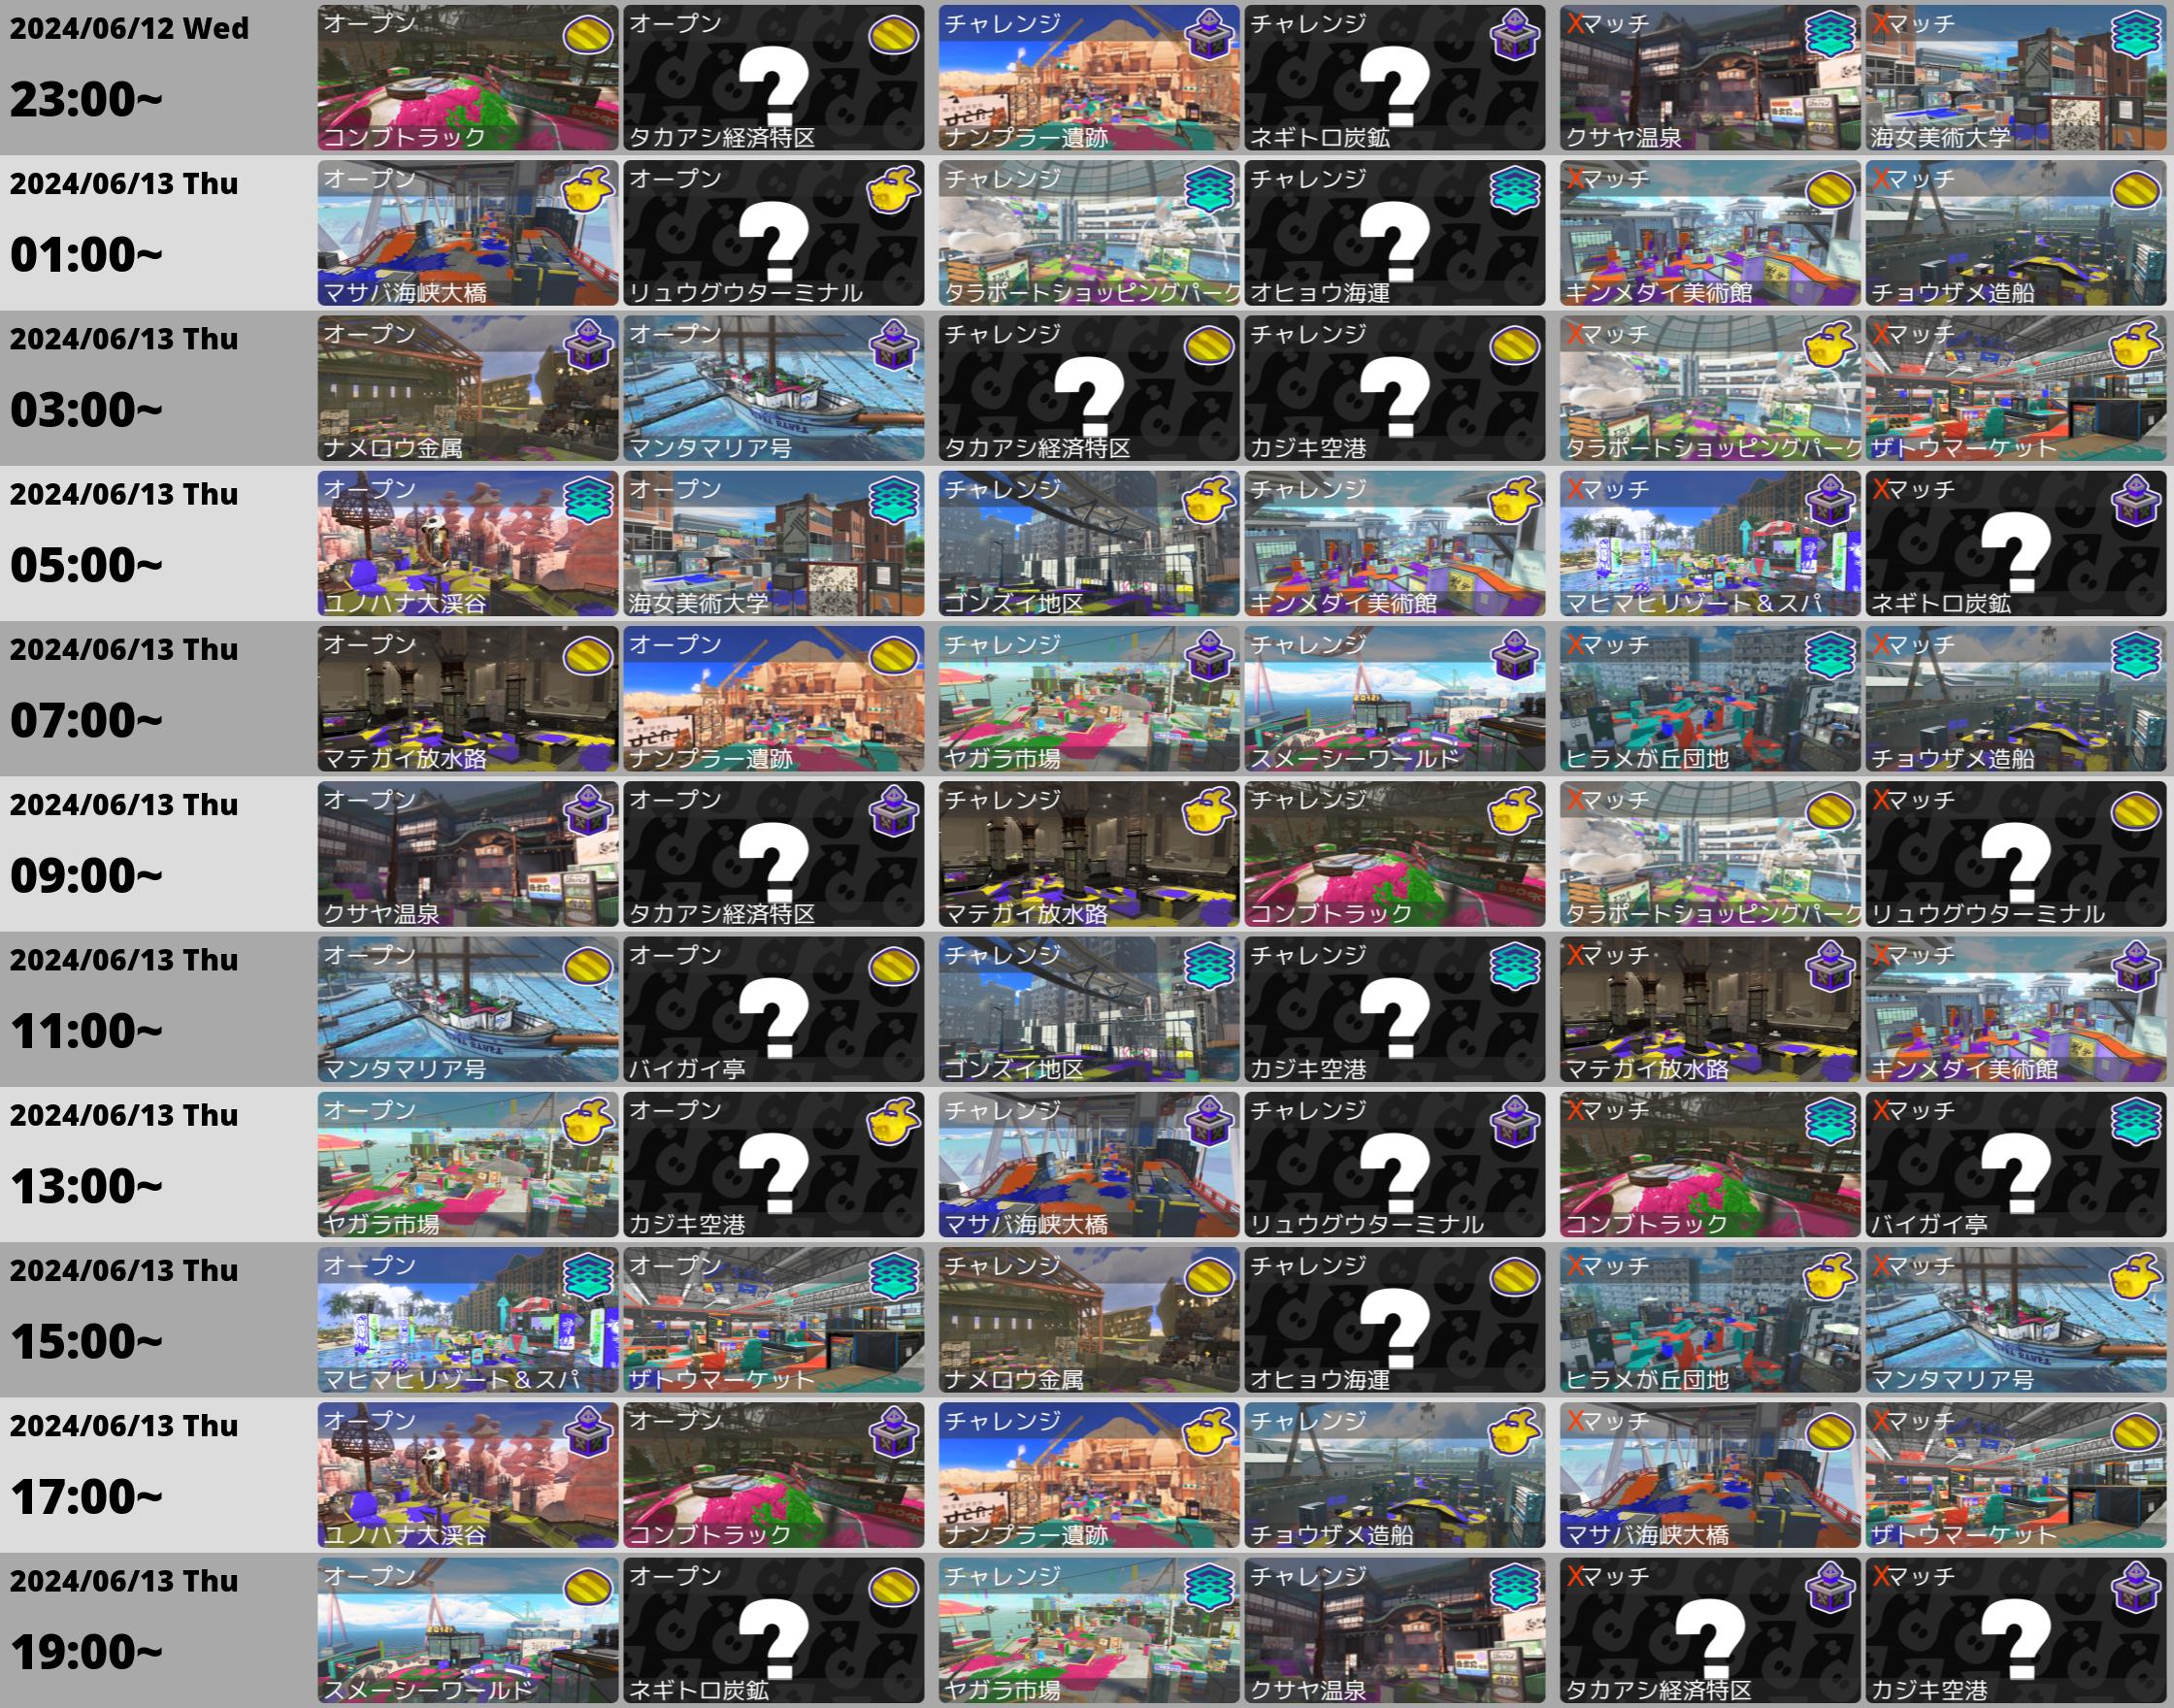 2024/06/12 Wed
23:00~
オープン
コンブトラック
オープン
タカアシ経済特区
チャレンジ
ナンプラー遺跡
チャレンジ
ネギトロ炭鉱
Xマッチ
クサヤ温泉
Xマッチ
海女美術大学
2024/06/13 Thu
01:00~
オープン
マサバ海峡大橋
オープン
リュウグウターミナル
チャレンジ
タラポートショッピングパーク
チャレンジ
オヒョウ海運
Xマッチ
キンメダイ美術館
Xマッチ
チョウザメ造船
2024/06/13 Thu
03:00~
オープン
ナメロウ金属
オープン
マンタマリア号
チャレンジ
タカアシ経済特区
チャレンジ
カジキ空港
Xマッチ
タラポートショッピングパーク
Xマッチ
ザトウマーケット
2024/06/13 Thu
05:00~
オープン
ユノハナ大渓谷
オープン
海女美術大学
チャレンジ
ゴンズイ地区
チャレンジ
キンメダイ美術館
Xマッチ
マヒマヒリゾート&スパ
Xマッチ
ネギトロ炭鉱
2024/06/13 Thu
07:00~
オープン
マテガイ放水路
オープン
ナンプラー遺跡
チャレンジ
ヤガラ市場
チャレンジ
スメーシーワールド
Xマッチ
ヒラメが丘団地
Xマッチ
チョウザメ造船
2024/06/13 Thu
09:00~
オープン
クサヤ温泉
オープン
タカアシ経済特区
チャレンジ
マテガイ放水路
チャレンジ
コンブトラック
Xマッチ
タラポートショッピングパーク
Xマッチ
リュウグウターミナル
2024/06/13 Thu
11:00~
オープン
マンタマリア号
オープン
バイガイ亭
チャレンジ
ゴンズイ地区
チャレンジ
カジキ空港
Xマッチ
マテガイ放水路
Xマッチ
キンメダイ美術館
2024/06/13 Thu
13:00~
オープン
ヤガラ市場
オープン
カジキ空港
チャレンジ
マサバ海峡大橋
チャレンジ
リュウグウターミナル
Xマッチ
コンブトラック
Xマッチ
バイガイ亭
2024/06/13 Thu
15:00~
オープン
マヒマヒリゾート&スパ
オープン
ザトウマーケット
チャレンジ
ナメロウ金属
チャレンジ
オヒョウ海運
Xマッチ
ヒラメが丘団地
Xマッチ
マンタマリア号
2024/06/13 Thu
17:00~
オープン
ユノハナ大渓谷
オープン
コンブトラック
チャレンジ
ナンプラー遺跡
チャレンジ
チョウザメ造船
Xマッチ
マサバ海峡大橋
Xマッチ
ザトウマーケット
2024/06/13 Thu
19:00~
オープン
スメーシーワールド
オープン
ネギトロ炭鉱
チャレンジ
ヤガラ市場
チャレンジ
クサヤ温泉
Xマッチ
タカアシ経済特区
Xマッチ
カジキ空港